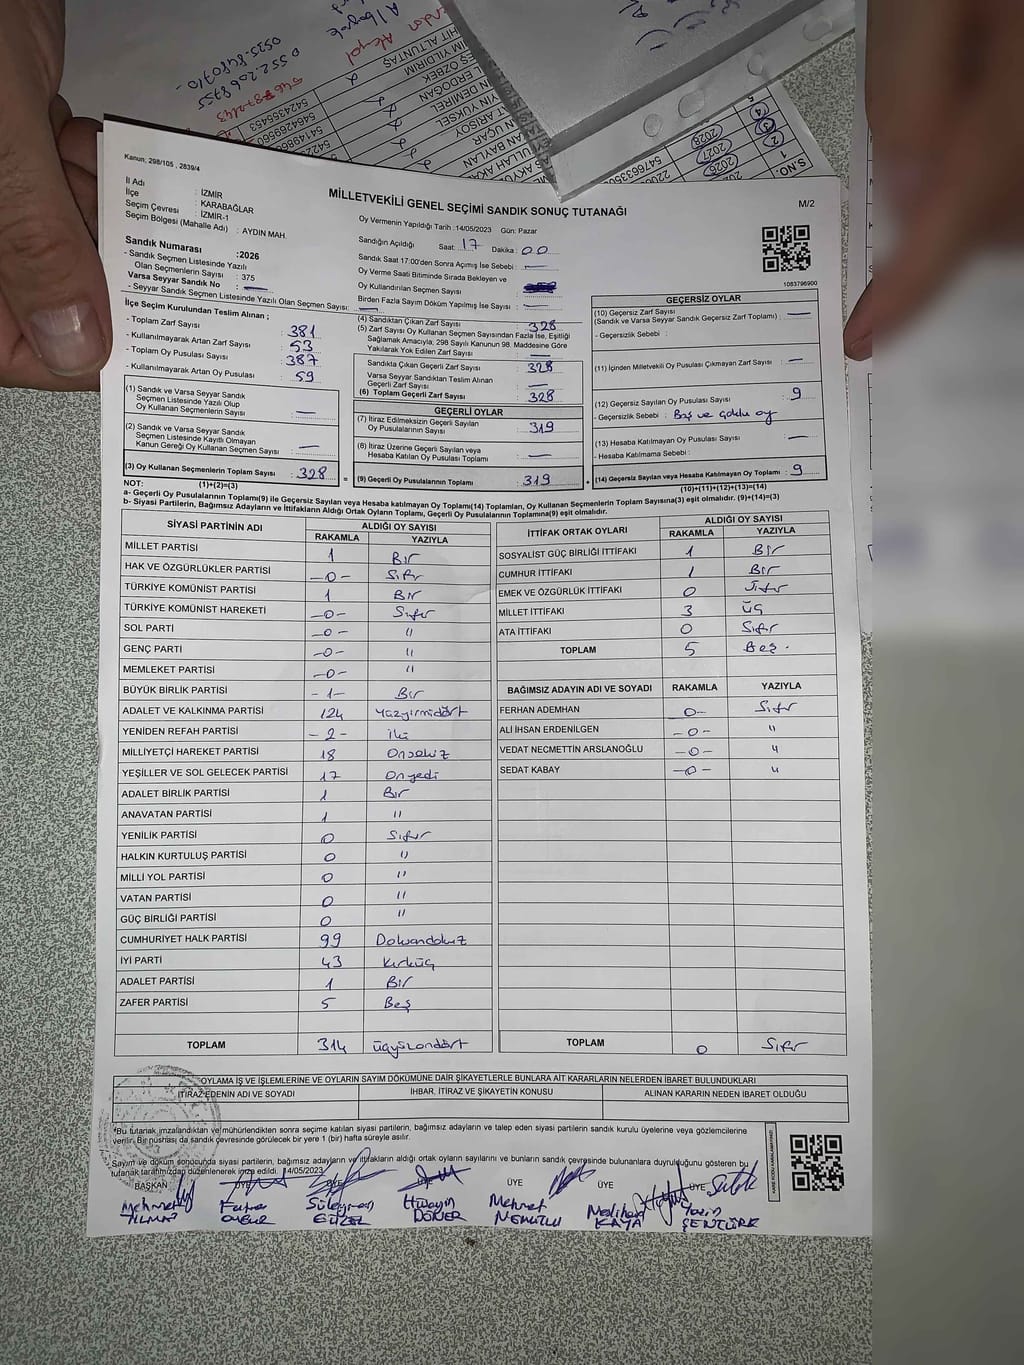 Kanun; 298/105 , 2839/4
İl Adı : İZMİR
İlçe : KARABAĞLAR
Seçim Çevresi : İZMİR-1
Seçim Bölgesi (Mahalle Adı) : AYDIN MAH.
MİLLETVEKİLİ GENEL SEÇİMİ SANDIK SONUÇ TUTANAĞI
M/2
Oy Vermenin Yapıldığı Tarih :14/05/2023 Gün: Pazar
Sandığın Açıldığı Saat: 17 Dakika: 00
Sandık Saat 17:00'den Sonra Açmış İse Sebebi : —
Oy Verme Saati Bitiminde Sırada Bekleyen ve
Oy Kullandırılan Seçmen Sayısı :
Birden Fazla Sayım Döküm Yapılmış İse Sayısı : —
1083796900
Sandık Numarası :2026
- Sandık Seçmen Listesinde Yazılı
Olan Seçmenlerin Sayısı : 375
Varsa Seyyar Sandık No : —
- Seyyar Sandık Seçmen Listesinde Yazılı Olan Seçmen Sayısı: —
İlçe Seçim Kurulundan Teslim Alınan ;
- Toplam Zarf Sayısı : 381
- Kullanılmayarak Artan Zarf Sayısı : 53
- Toplam Oy Pusulası Sayısı : 387
- Kullanılmayarak Artan Oy Pusulası : 59
(1) Sandık ve Varsa Seyyar Sandık
Seçmen Listesinde Yazılı Olup
Oy Kullanan Seçmenlerin Sayısı : —
(2) Sandık ve Varsa Seyyar Sandık
Seçmen Listesinde Kayıtlı Olmayan
Kanun Gereği Oy Kullanan Seçmen Sayısı : —
(3) Oy Kullanan Seçmenlerin Toplam Sayısı : 328
(1)+(2)=(3)
(4) Sandıktan Çıkan Zarf Sayısı : 328
(5) Zarf Sayısı Oy Kullanan Seçmen Sayısından Fazla İse, Eşitliği
Sağlamak Amacıyla; 298 Sayılı Kanunun 98. Maddesine Göre
Yakılarak Yok Edilen Zarf Sayısı : —
Sandıkta Çıkan Geçerli Zarf Sayısı : 328
Varsa Seyyar Sandıktan Teslim Alınan
Geçerli Zarf Sayısı : —
(6) Toplam Geçerli Zarf Sayısı : 328
GEÇERLİ OYLAR
(7) İtiraz Edilmeksizin Geçerli Sayılan
Oy Pusulalarının Sayısı : 319
(8) İtiraz Üzerine Geçerli Sayılan veya
Hesaba Katılan Oy Pusulası Toplamı : —
(9) Geçerli Oy Pusulalarının Toplamı : 319
GEÇERSİZ OYLAR
(10) Geçersiz Zarf Sayısı
(Sandık ve Varsa Seyyar Sandık Geçersiz Zarf Toplamı) : —
- Geçersizlik Sebebi :
(11) İçinden Milletvekili Oy Pusulası Çıkmayan Zarf Sayısı : —
(12) Geçersiz Sayılan Oy Pusulası Sayısı : 9
- Geçersizlik Sebebi : Boş ve çoklu oy
(13) Hesaba Katılmayan Oy Pusulası Sayısı : —
- Hesaba Katılmama Sebebi :
(14) Geçersiz Sayılan veya Hesaba Katılmayan Oy Toplamı : 9
(10)+(11)+(12)+(13)=(14)
NOT:
a- Geçerli Oy Pusulalarının Toplamı(9) ile Geçersiz Sayılan veya Hesaba katılmayan Oy Toplamı(14) Toplamları, Oy Kullanan Seçmenlerin Toplam Sayısına(3) eşit olmalıdır. (9)+(14)=(3)
b- Siyasi Partilerin, Bağımsız Adayların ve İttifakların Aldığı Ortak Oyların Toplamı, Geçerli Oy Pusulalarının Toplamına(9) eşit olmalıdır.
SİYASİ PARTİNİN ADI ALDIĞI OY SAYISI
RAKAMLA YAZIYLA
MİLLET PARTİSİ 1 Bir
HAK VE ÖZGÜRLÜKLER PARTİSİ -0- Sıfır
TÜRKİYE KOMÜNİST PARTİSİ 1 Bir
TÜRKİYE KOMÜNİST HAREKETİ -0- Sıfır
SOL PARTİ -0- "
GENÇ PARTİ -0- "
MEMLEKET PARTİSİ -0- "
BÜYÜK BİRLİK PARTİSİ -1- Bir
ADALET VE KALKINMA PARTİSİ 124 Yüzyirmidört
YENİDEN REFAH PARTİSİ -2- İki
MİLLİYETÇİ HAREKET PARTİSİ 18 Onsekiz
YEŞİLLER VE SOL GELECEK PARTİSİ 17 Onyedi
ADALET BİRLİK PARTİSİ 1 Bir
ANAVATAN PARTİSİ 1 "
YENİLİK PARTİSİ 0 Sıfır
HALKIN KURTULUŞ PARTİSİ 0 "
MİLLİ YOL PARTİSİ 0 "
VATAN PARTİSİ 0 "
GÜÇ BİRLİĞİ PARTİSİ 0 "
CUMHURİYET HALK PARTİSİ 99 Doksandokuz
İYİ PARTİ 43 Kırküç
ADALET PARTİSİ 1 Bir
ZAFER PARTİSİ 5 Beş
TOPLAM 314 üçyüzondört
İTTİFAK ORTAK OYLARI ALDIĞI OY SAYISI
RAKAMLA YAZIYLA
SOSYALİST GÜÇ BİRLİĞİ İTTİFAKI 1 Bir
CUMHUR İTTİFAKI 1 Bir
EMEK VE ÖZGÜRLÜK İTTİFAKI 0 Sıfır
MİLLET İTTİFAKI 3 üç
ATA İTTİFAKI 0 Sıfır
TOPLAM 5 Beş.
BAĞIMSIZ ADAYIN ADI VE SOYADI RAKAMLA YAZIYLA
FERHAN ADEMHAN 0- Sıfır
ALİ İHSAN ERDENİLGEN -0- "
VEDAT NECMETTİN ARSLANOĞLU -0- "
SEDAT KABAY -0- "
TOPLAM 0 Sıfır
OYLAMA İŞ VE İŞLEMLERİNE VE OYLARIN SAYIM DÖKÜMÜNE DAİR ŞİKAYETLERLE BUNLARA AİT KARARLARIN NELERDEN İBARET BULUNDUKLARI
İTİRAZ EDENİN ADI VE SOYADI İHBAR, İTİRAZ VE ŞİKAYETİN KONUSU ALINAN KARARIN NEDEN İBARET OLDUĞU
*Bu tutanak imzalandıktan ve mühürlendikten sonra seçime katılan siyasi partilerin, bağımsız adayların ve talep eden siyasi partilerin sandık kurulu üyelerine veya gözlemcilerine
verilir. Bir nüshası da sandık çevresinde görülecek bir yere 1 (bir) hafta süreyle asılır.
Sayım ve döküm sonucunda siyasi partilerin, bağımsız adayların ve ittifakların aldığı ortak oyların sayılarını ve bunların sandık çevresinde bulunanlara duyrulduğunu gösteren bu
tutanak tarafımızdan düzenlenerek imza edildi. 14/05/2023
BAŞKAN ÜYE ÜYE ÜYE ÜYE ÜYE
Mehmet Süleyman Hüseyin Mehmet Yasin
YILMAZ GÜZEL DÖNER KAYA ŞENTÜRK